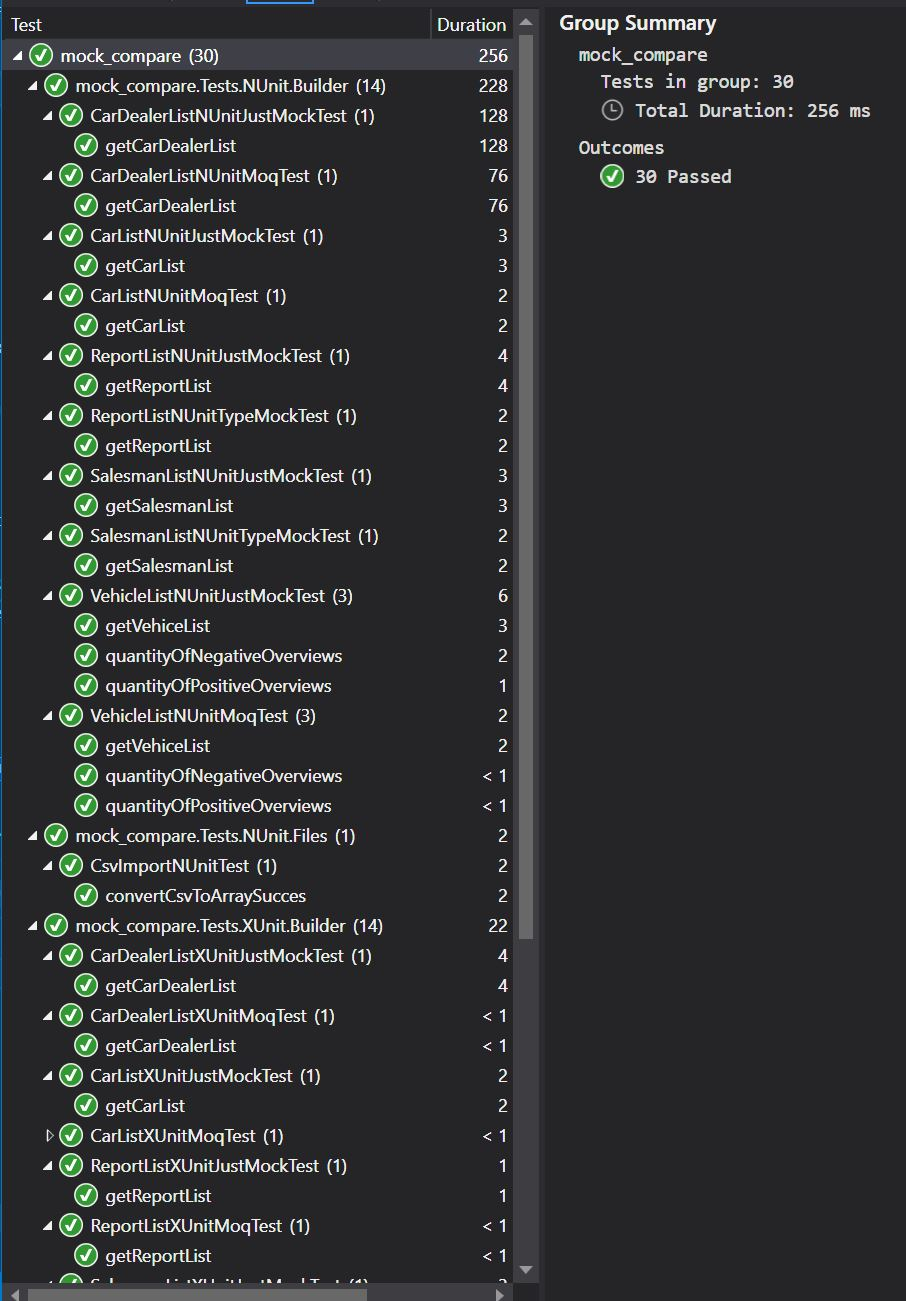 Test Duration
mock_compare (30) 256
mock_compare.Tests.NUnit.Builder (14) 228
CarDealerListNUnitJustMockTest (1) 128
getCarDealerList 128
CarDealerListNUnitMoqTest (1) 76
getCarDealerList 76
CarListNUnitJustMockTest (1) 3
getCarList 3
CarListNUnitMoqTest (1) 2
getCarList 2
ReportListNUnitJustMockTest (1) 4
getReportList 4
ReportListNUnitTypeMockTest (1) 2
getReportList 2
SalesmanListNUnitJustMockTest (1) 3
getSalesmanList 3
SalesmanListNUnitTypeMockTest (1) 2
getSalesmanList 2
VehicleListNUnitJustMockTest (3) 6
getVehiceList 3
quantityOfNegativeOverviews 2
quantityOfPositiveOverviews 1
VehicleListNUnitMoqTest (3) 2
getVehiceList 2
quantityOfNegativeOverviews < 1
quantityOfPositiveOverviews < 1
mock_compare.Tests.NUnit.Files (1) 2
CsvImportNUnitTest (1) 2
convertCsvToArraySucces 2
mock_compare.Tests.XUnit.Builder (14) 22
CarDealerListXUnitJustMockTest (1) 4
getCarDealerList 4
CarDealerListXUnitMoqTest (1) < 1
getCarDealerList < 1
CarListXUnitJustMockTest (1) 2
getCarList 2
CarListXUnitMoqTest (1) < 1
ReportListXUnitJustMockTest (1) 1
getReportList 1
ReportListXUnitMoqTest (1) < 1
getReportList < 1
Group Summary
mock_compare
Tests in group: 30
Total Duration: 256 ms
Outcomes
30 Passed